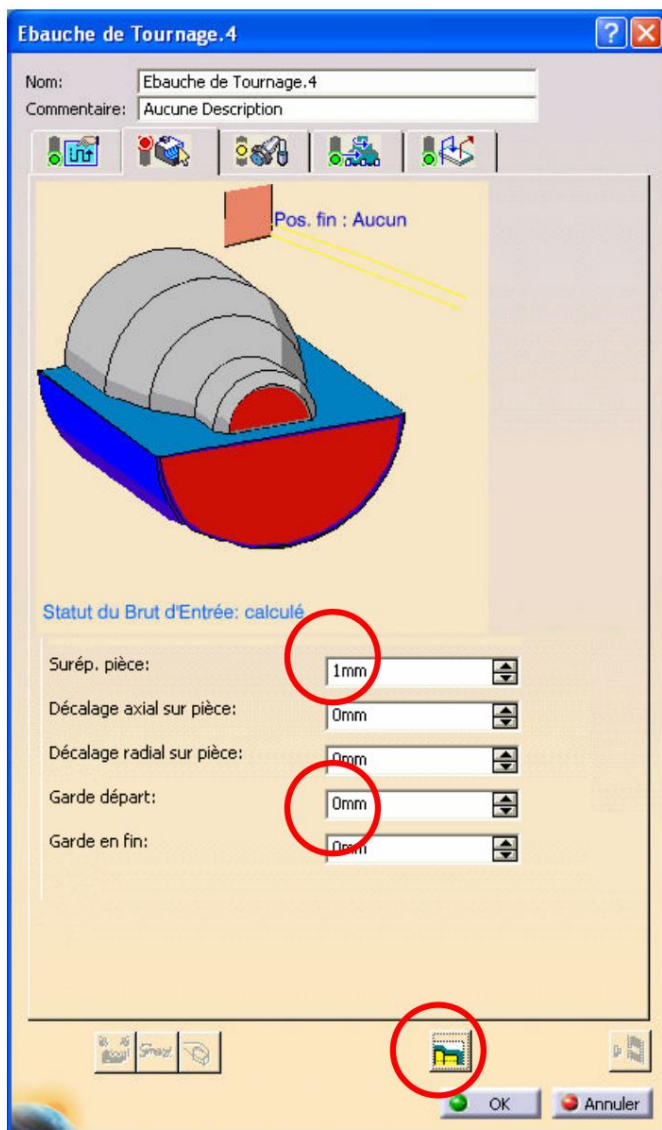 Ebauche de Tournage.4
Nom: Ebauche de Tournage.4
Commentaire: Aucune Description
Pos. fin : Aucun
Statut du Brut d'Entrée: calculé
Surép. pièce: 1mm
Décalage axial sur pièce: 0mm
Décalage radial sur pièce: 0mm
Garde départ: 0mm
Garde en fin: 0mm
OK Annuler